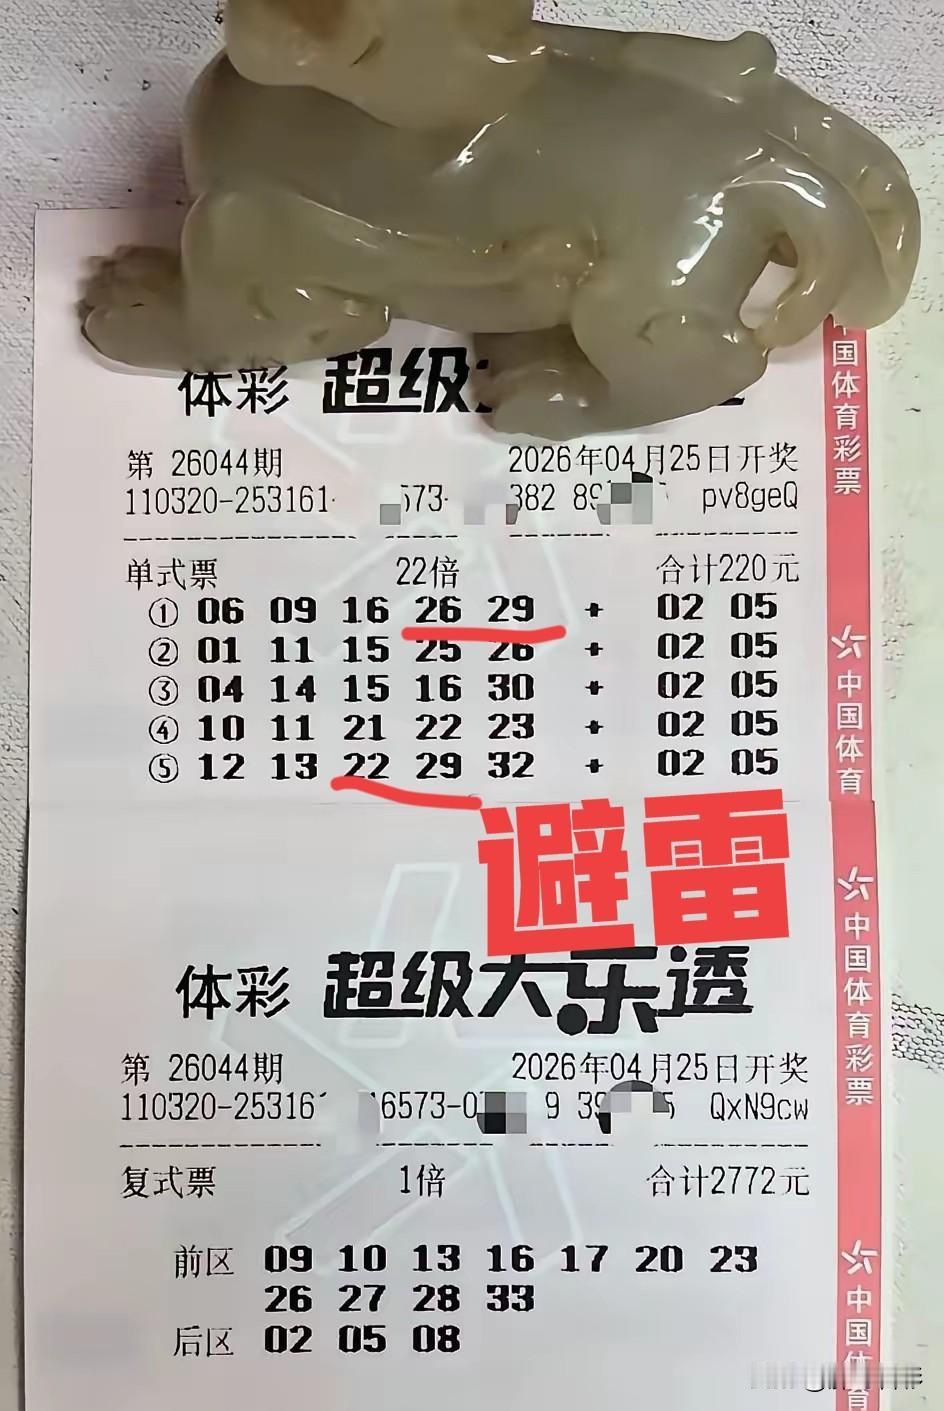 体彩 超级
第 26044期 2026年04月25日开奖
110320-253161 573- 382 89 pv8geQ
单式票 22倍 合计220元
① 06 09 16 26 29 + 02 05
② 01 11 15 25 26 + 02 05
③ 04 14 15 16 30 + 02 05
④ 10 11 21 22 23 + 02 05
⑤ 12 13 22 29 32 + 02 05
避雷
体彩 超级大乐透
第 26044期 2026年04月25日开奖
110320-25316 6573-0 9 39 5 QxN9cw
复式票 1倍 合计2772元
前区 09 10 13 16 17 20 23
26 27 28 33
后区 02 05 08
中国体育彩票
中国体育
中国体育彩票
中国体育